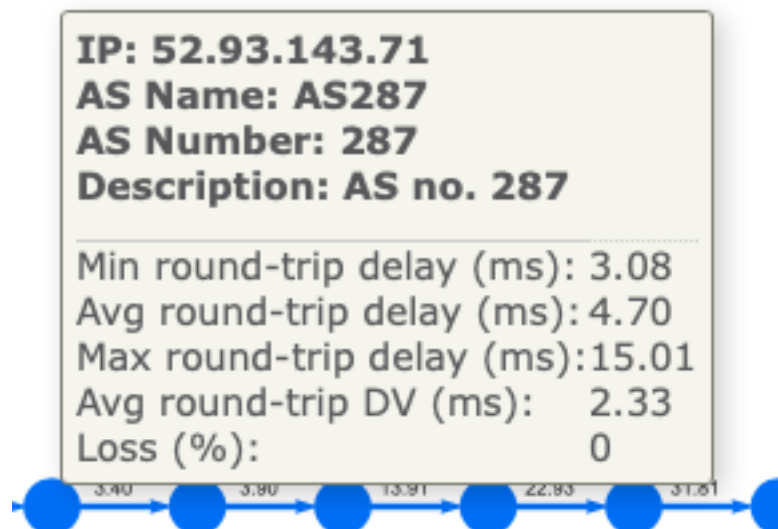 IP: 52.93.143.71
AS Name: AS287
AS Number: 287
Description: AS no. 287
Min round-trip delay (ms): 3.08
Avg round-trip delay (ms): 4.70
Max round-trip delay (ms): 15.01
Avg round-trip DV (ms): 2.33
Loss (%): 0
3.40 3.90 13.91 22.93 31.81